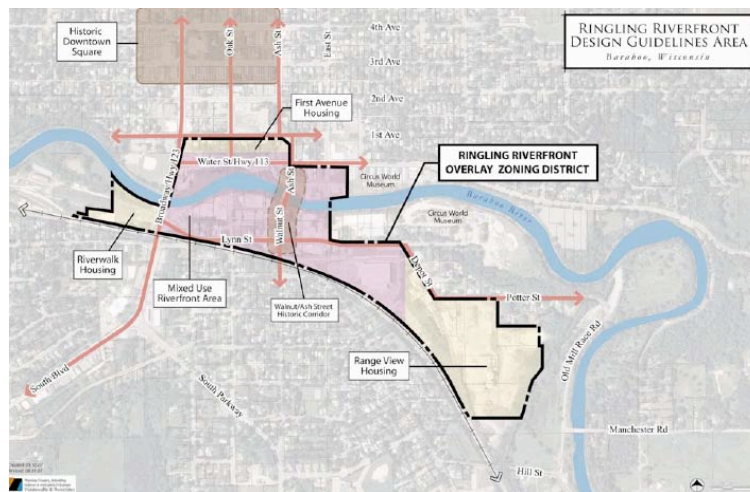 RINGLING RIVERFRONT
DESIGN GUIDELINES AREA
Baraboo, Wisconsin
Historic
Downtown
Square
Oak St
Ash St
East St
4th Ave
3rd Ave
2nd Ave
1st Ave
First Avenue
Housing
Water St/Hwy 113
Broadway/Hwy 123
Ash St
Walnut St
Lynn St
RINGLING RIVERFRONT
OVERLAY ZONING DISTRICT
Circus World
Museum
Circus World
Museum
Baraboo River
Riverwalk
Housing
Mixed Use
Riverfront Area
Walnut/Ash Street
Historic Corridor
Depot St
Potter St
Range View
Housing
Old Mill Race Rd
South Blvd
South Parkway
Manchester Rd
Hill St